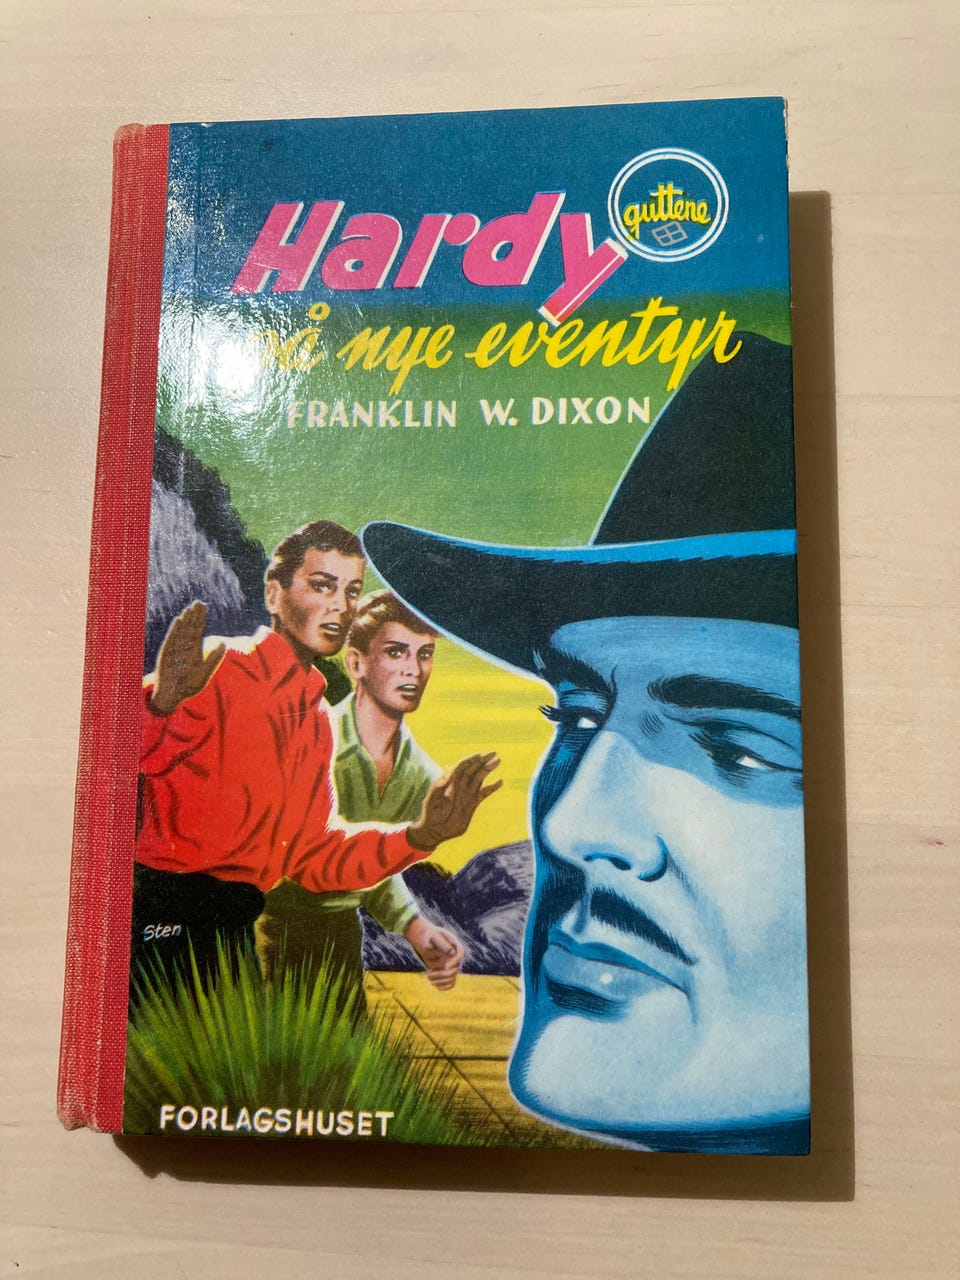 Hardy
guttene
på nye eventyr
FRANKLIN W. DIXON
Sten
FORLAGSHUSET